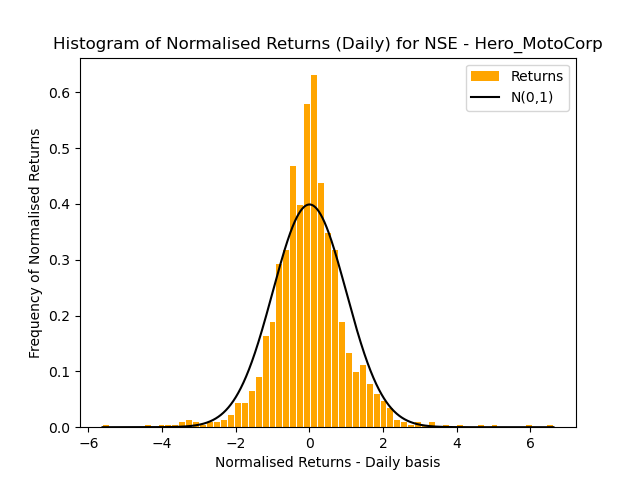 Histogram of Normalised Returns (Daily) for NSE - Hero_MotoCorp
Returns
N(0,1)
Frequency of Normalised Returns
0.6
0.5
0.4
0.3
0.2
0.1
0.0
−6 −4 −2 0 2 4 6
Normalised Returns - Daily basis